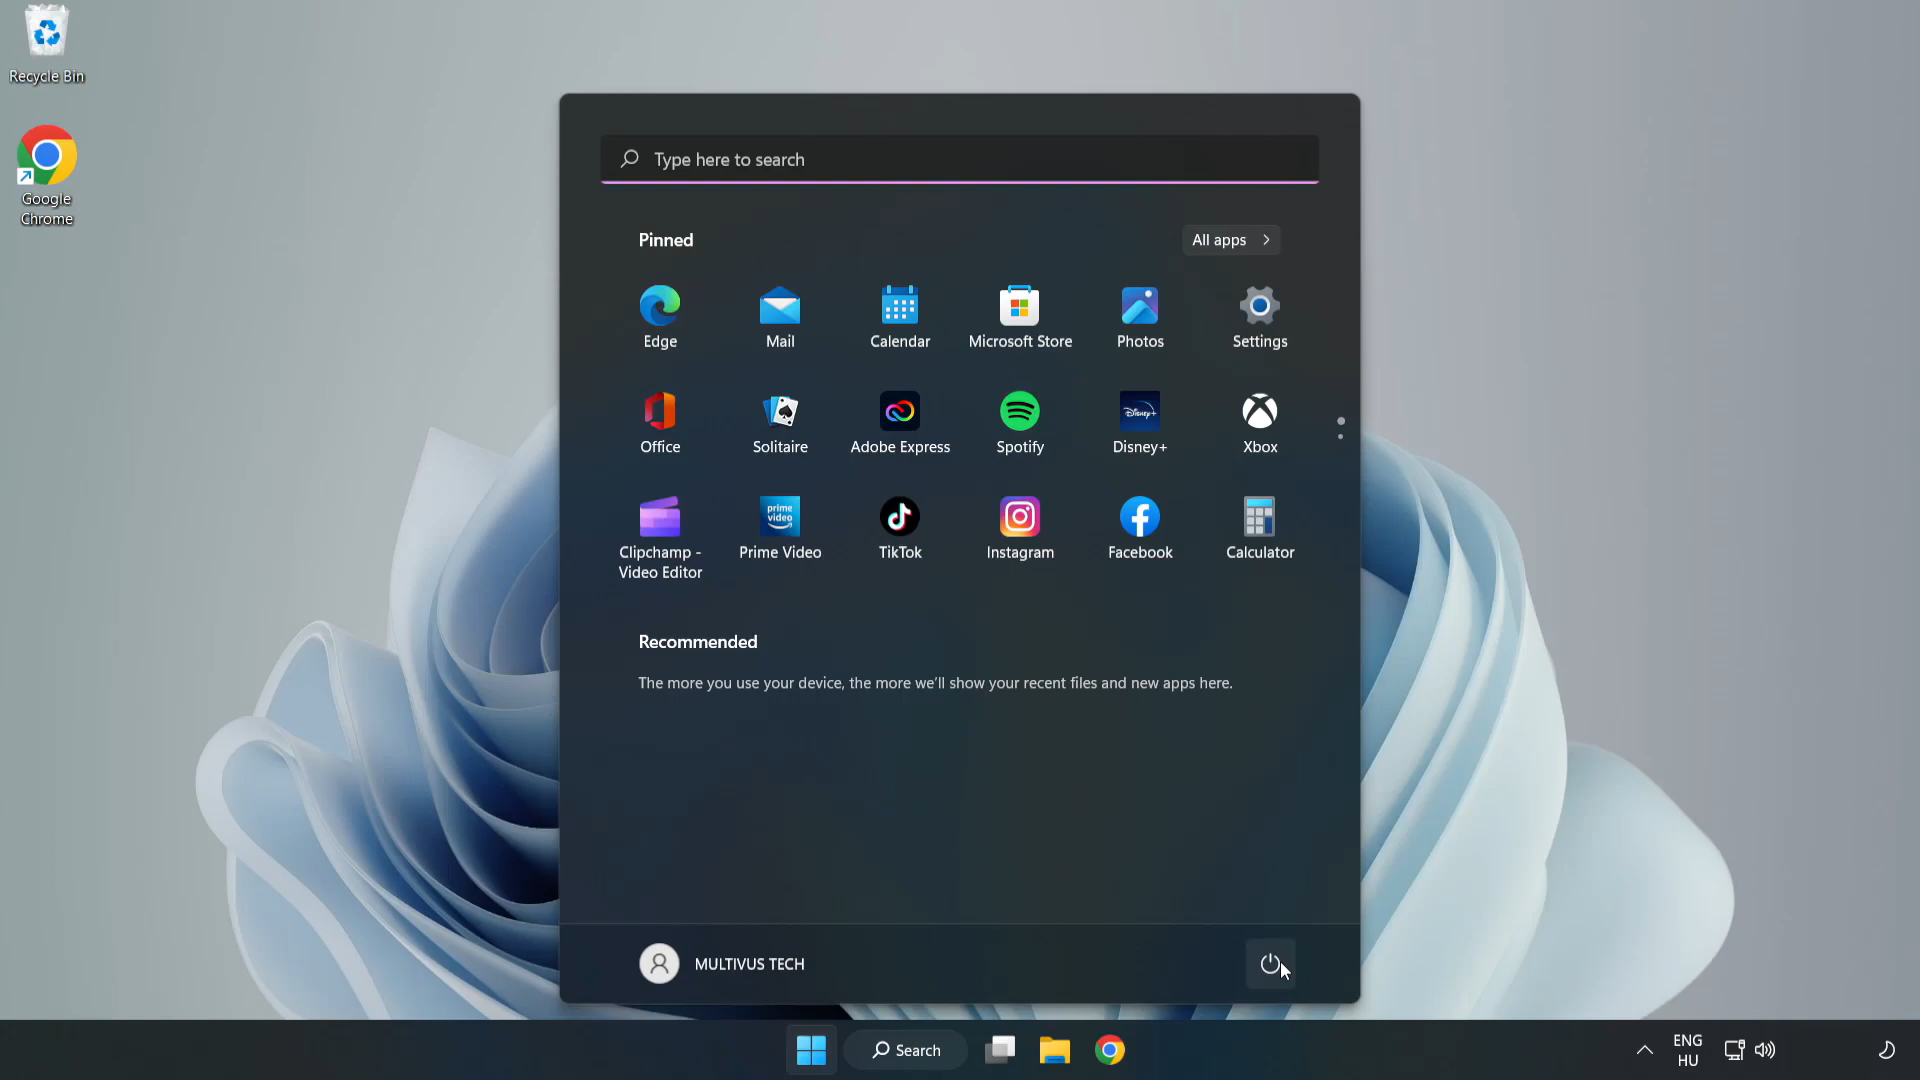 Recycle Bin
Google
Chrome
Type here to search
Pinned
All apps
Edge
Mail
Calendar
Microsoft Store
Photos
Settings
Office
Solitaire
Adobe Express
Spotify
Disney+
Disney+
Xbox
prime
video
Clipchamp -
Video Editor
Prime Video
TikTok
Instagram
Facebook
Calculator
Recommended
The more you use your device, the more we'll show your recent files and new apps here.
MULTIVUS TECH
Search
ENG
HU